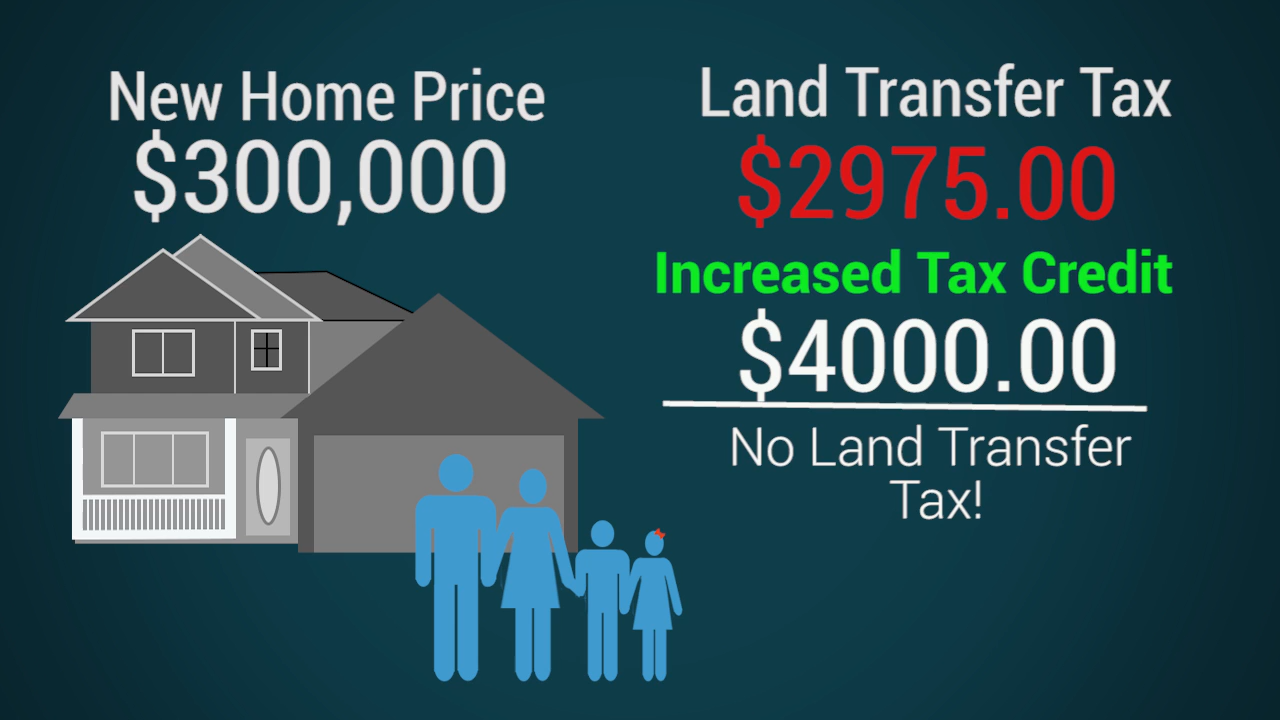 New Home Price
$300,000
Land Transfer Tax
$2975.00
Increased Tax Credit
$4000.00
No Land Transfer
Tax!